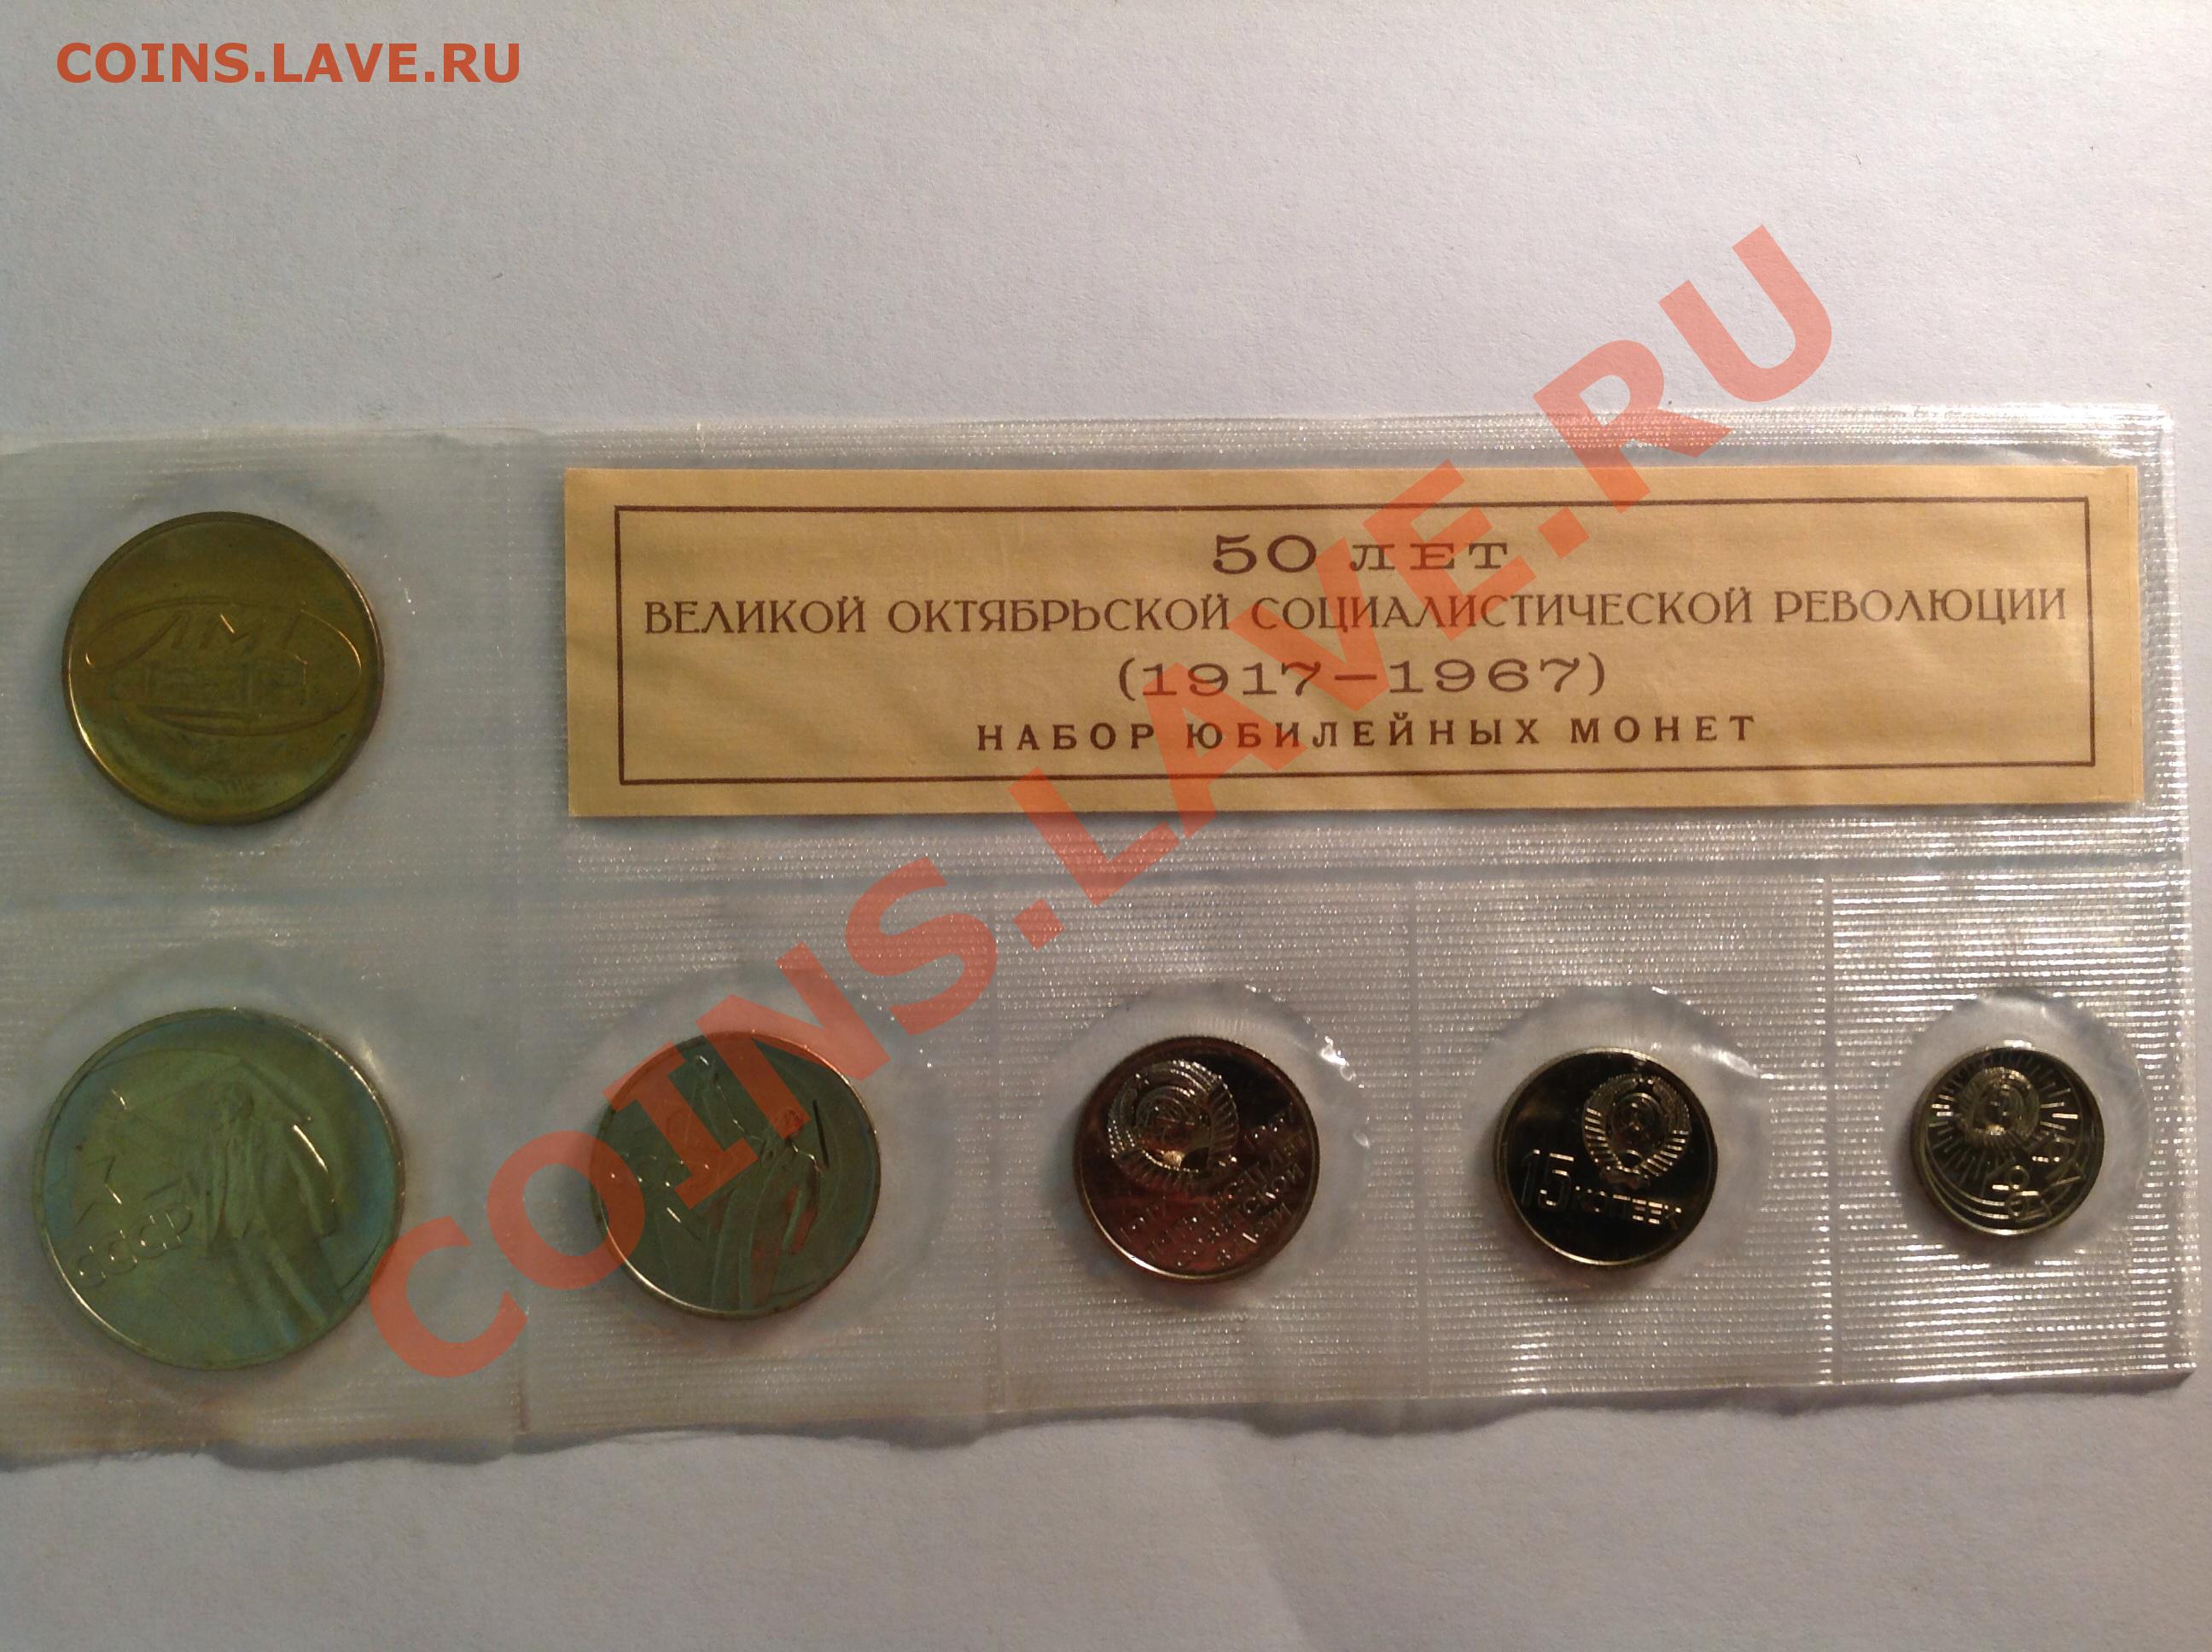 COINS.LAVE.RU
50 ЛЕТ
ВЕЛИКОЙ ОКТЯБРЬСКОЙ СОЦИАЛИСТИЧЕСКОЙ РЕВОЛЮЦИИ
(1917—1967)
НАБОР ЮБИЛЕЙНЫХ МОНЕТ
ЛМД
СССР
15 КОПЕЕК
COINS.LAVE.RU